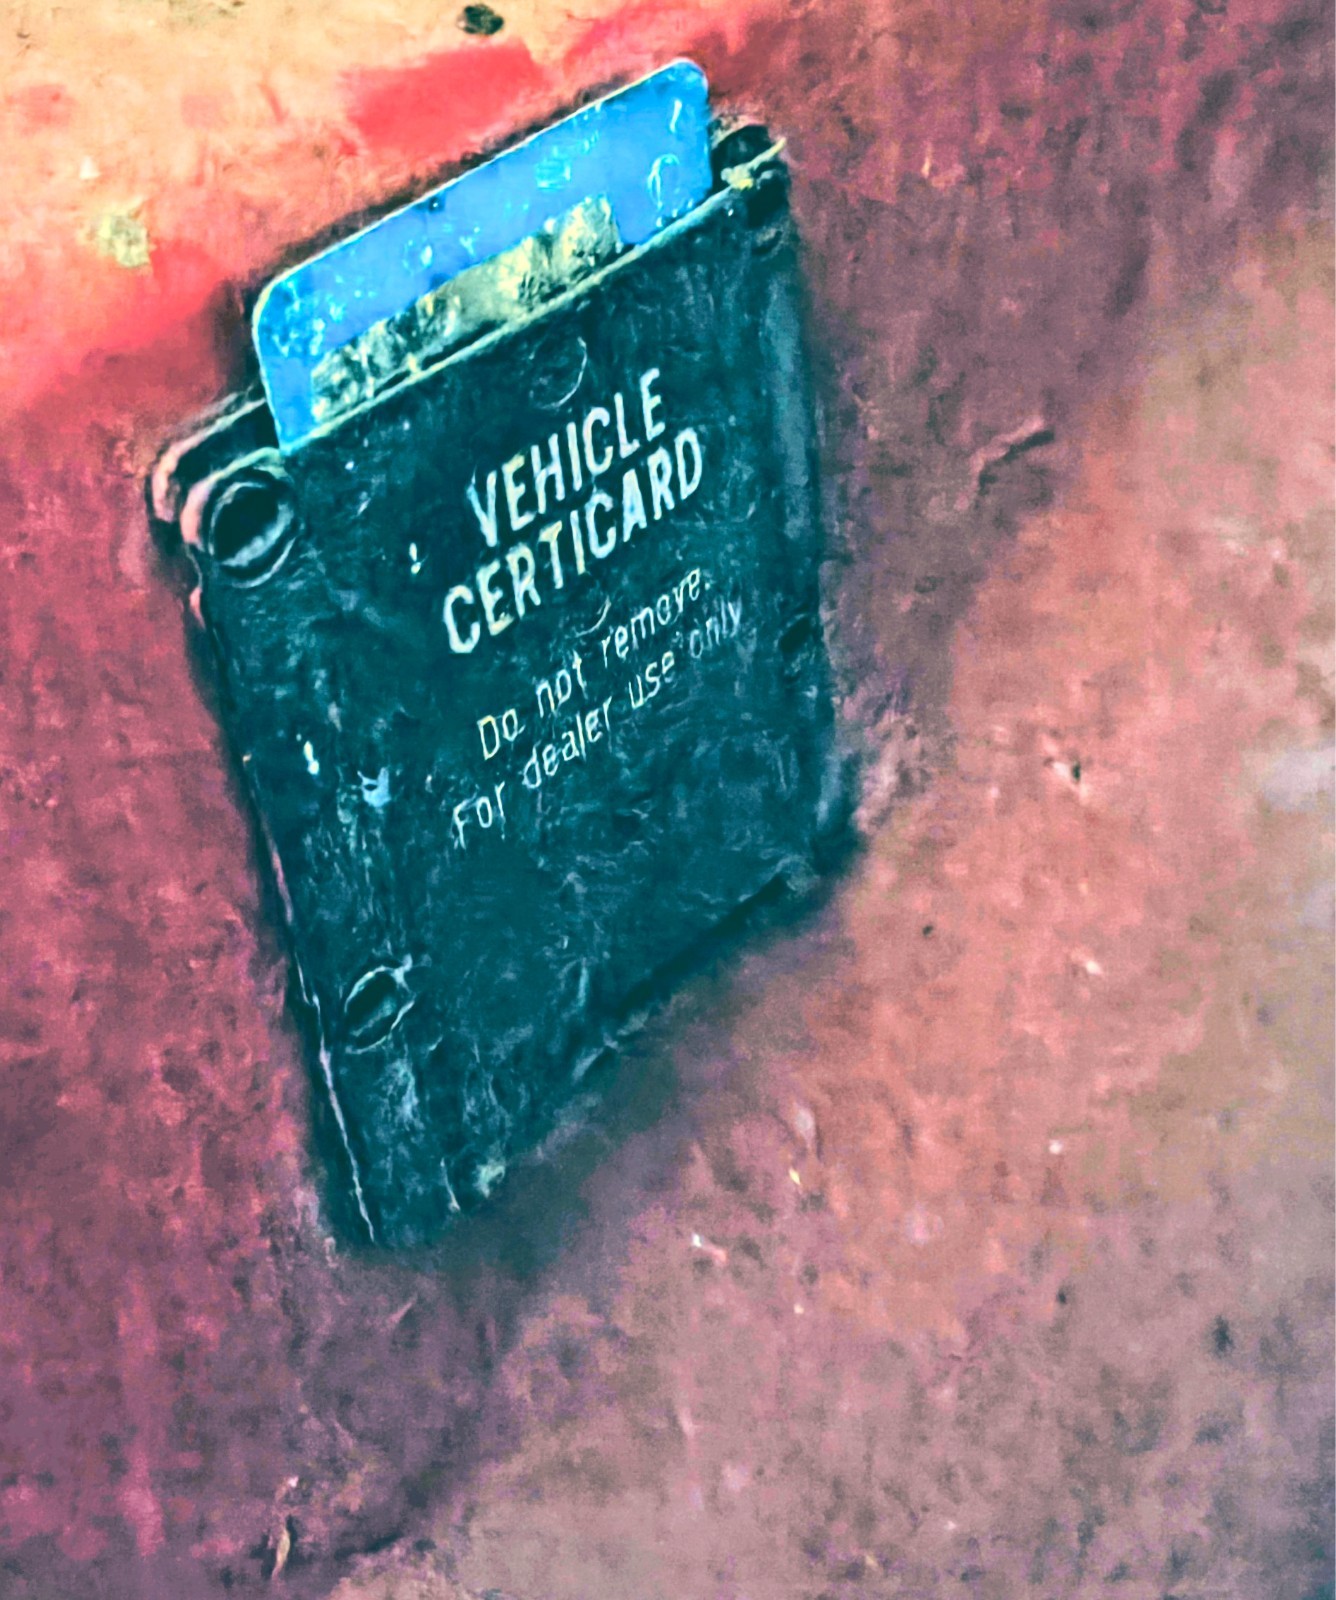 VEHICLE
CERTICARD
Do not remove.
For dealer use only